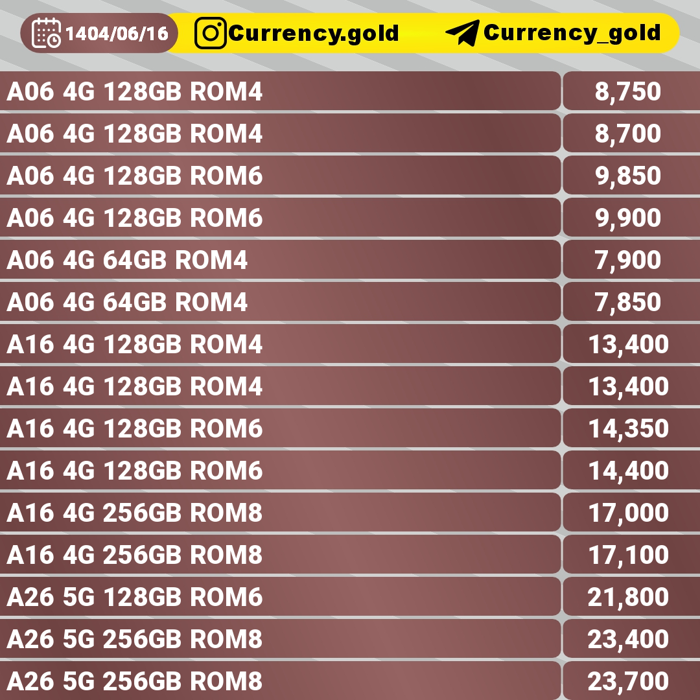 1404/06/16 Currency.gold Currency_gold
A06 4G 128GB ROM4 8,750
A06 4G 128GB ROM4 8,700
A06 4G 128GB ROM6 9,850
A06 4G 128GB ROM6 9,900
A06 4G 64GB ROM4 7,900
A06 4G 64GB ROM4 7,850
A16 4G 128GB ROM4 13,400
A16 4G 128GB ROM4 13,400
A16 4G 128GB ROM6 14,350
A16 4G 128GB ROM6 14,400
A16 4G 256GB ROM8 17,000
A16 4G 256GB ROM8 17,100
A26 5G 128GB ROM6 21,800
A26 5G 256GB ROM8 23,400
A26 5G 256GB ROM8 23,700